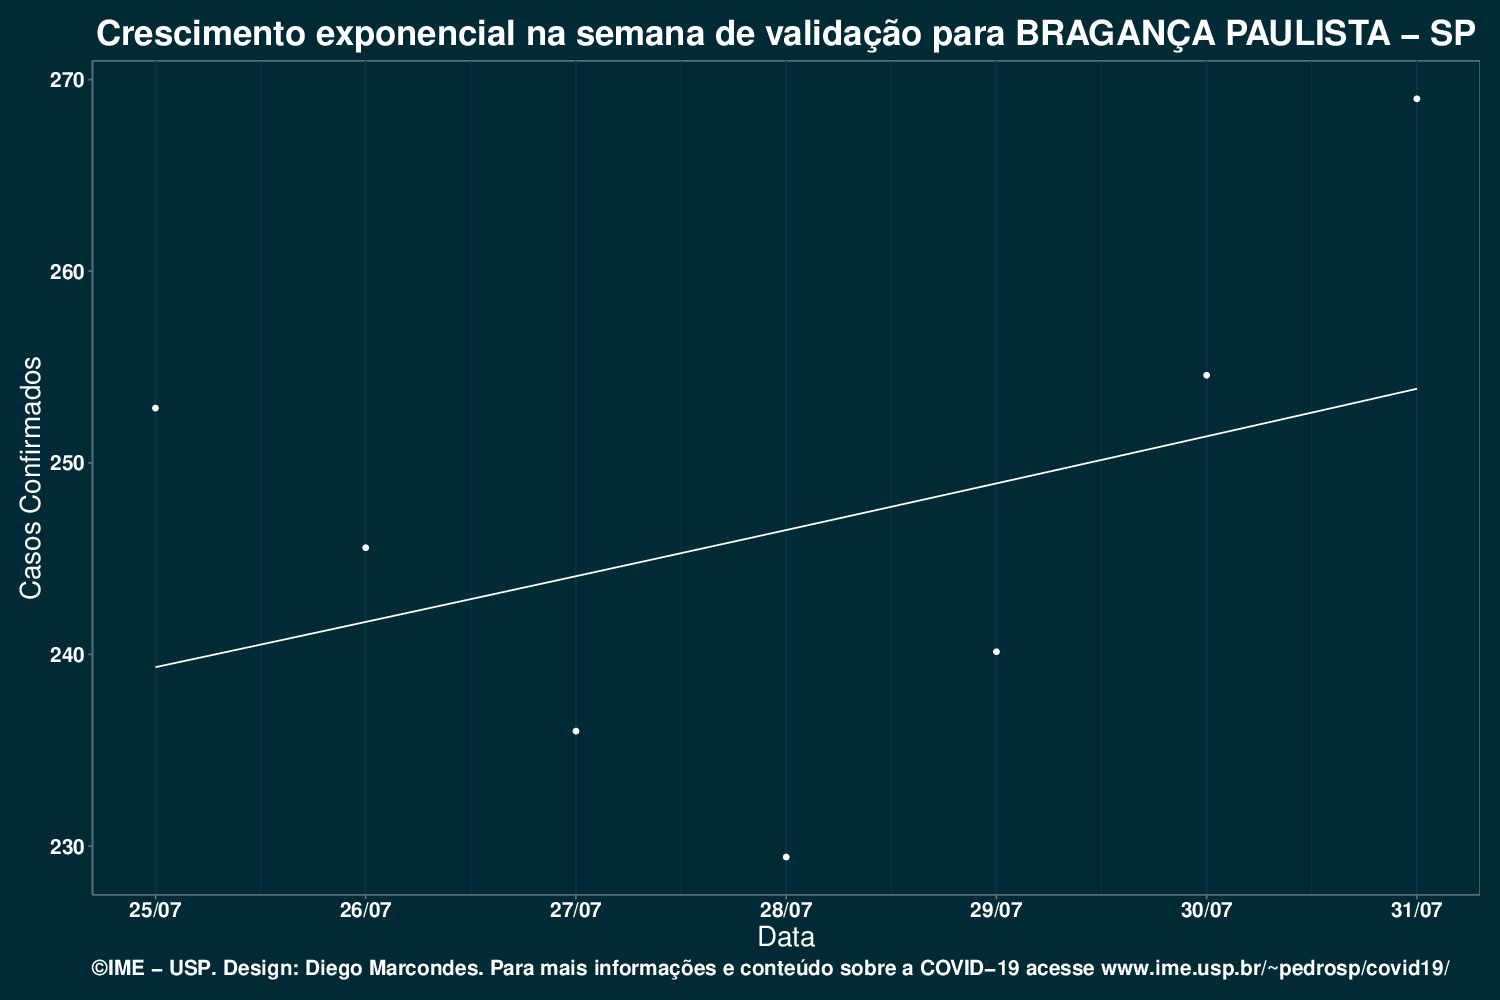 Crescimento exponencial na semana de validação para BRAGANÇA PAULISTA – SP
270
260
250
240
230
Casos Confirmados
25/07 26/07 27/07 28/07 29/07 30/07 31/07
Data
©IME – USP. Design: Diego Marcondes. Para mais informações e conteúdo sobre a COVID–19 acesse www.ime.usp.br/~pedrosp/covid19/